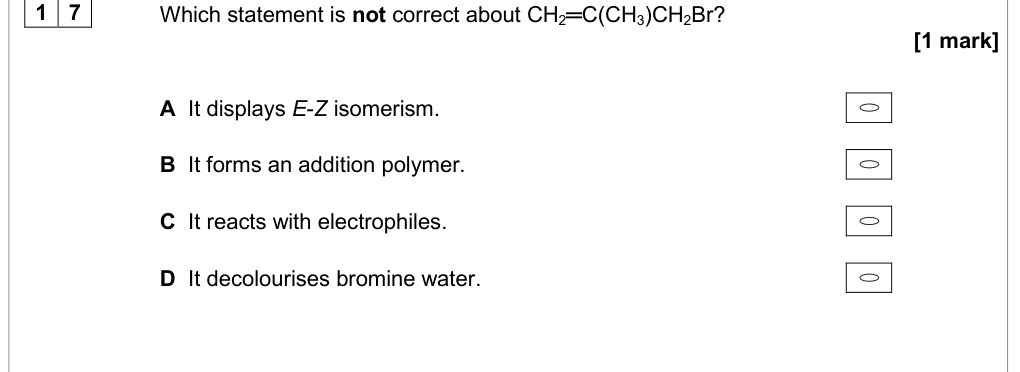 1 7 Which statement is not correct about CH₂=C(CH₃)CH₂Br?
[1 mark]
A It displays E-Z isomerism.
B It forms an addition polymer.
C It reacts with electrophiles.
D It decolourises bromine water.